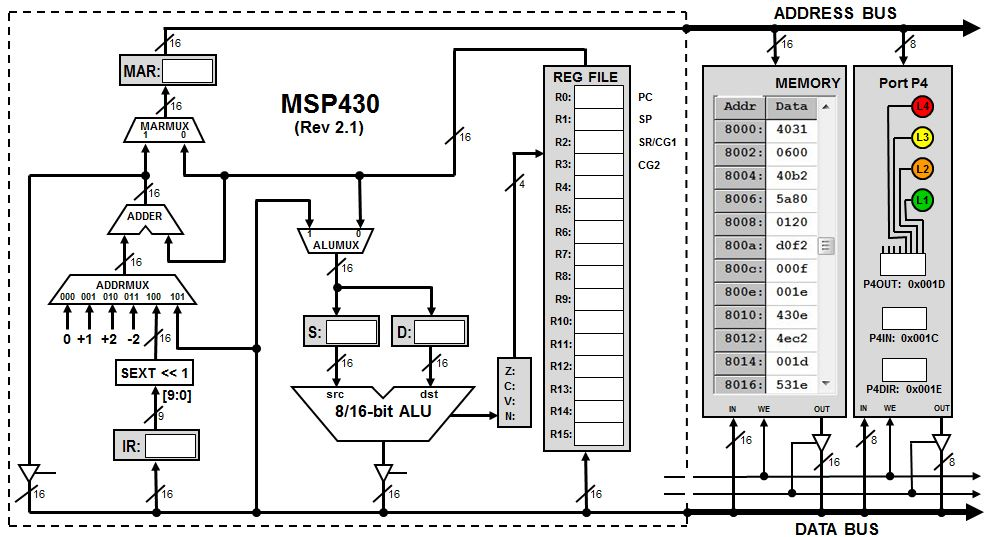 ADDRESS BUS
16
16
8
MAR:
16
MSP430
(Rev 2.1)
MARMUX
1 0
16
16
ADDER
16
ADDRMUX
000 001 010 011 100 101
0 +1 +2 -2
16
SEXT << 1
[9:0]
9
IR:
16
16
1 0
ALUMUX
16
S:
D:
16
16
src dst
8/16-bit ALU
16
Z:
C:
V:
N:
4
REG FILE
R0: PC
R1: SP
R2: SR/CG1
R3: CG2
R4:
R5:
R6:
R7:
R8:
R9:
R10:
R11:
R12:
R13:
R14:
R15:
16
MEMORY
Addr Data
8000: 4031
8002: 0600
8004: 40b2
8006: 5a80
8008: 0120
800a: d0f2
800c: 000f
800e: 001e
8010: 430e
8012: 4ec2
8014: 001d
8016: 531e
IN WE OUT
16
16
Port P4
L4
L3
L2
L1
P4OUT: 0x001D
P4IN: 0x001C
P4DIR: 0x001E
IN WE OUT
8
8
DATA BUS